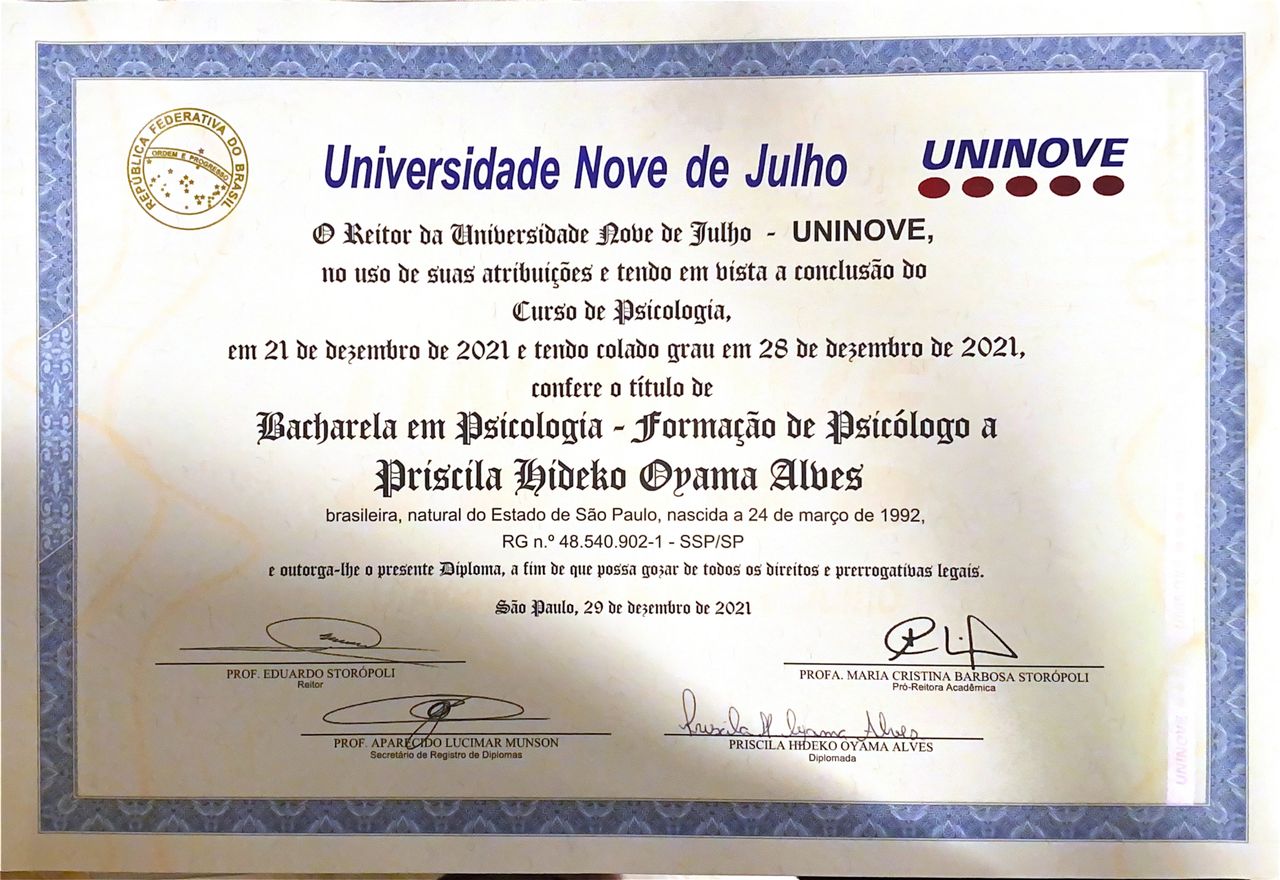 REPÚBLICA FEDERATIVA DO BRASIL
ORDEM E PROGRESSO
Universidade Nove de Julho
UNINOVE
O Reitor da Universidade Nove de Julho - UNINOVE,
no uso de suas atribuições e tendo em vista a conclusão do
Curso de Psicologia,
em 21 de dezembro de 2021 e tendo colado grau em 28 de dezembro de 2021,
confere o título de
Bacharela em Psicologia - Formação de Psicólogo a
Priscila Hideko Oyama Alves
brasileira, natural do Estado de São Paulo, nascida a 24 de março de 1992,
RG n.º 48.540.902-1 - SSP/SP
e outorga-lhe o presente Diploma, a fim de que possa gozar de todos os direitos e prerrogativas legais.
São Paulo, 29 de dezembro de 2021
PROF. EDUARDO STORÓPOLI
Reitor
PROFA. MARIA CRISTINA BARBOSA STORÓPOLI
Pró-Reitora Acadêmica
PROF. APARECIDO LUCIMAR MUNSON
Secretário de Registro de Diplomas
Priscila H. Oyama Alves
PRISCILA HIDEKO OYAMA ALVES
Diplomada
UNINOVE